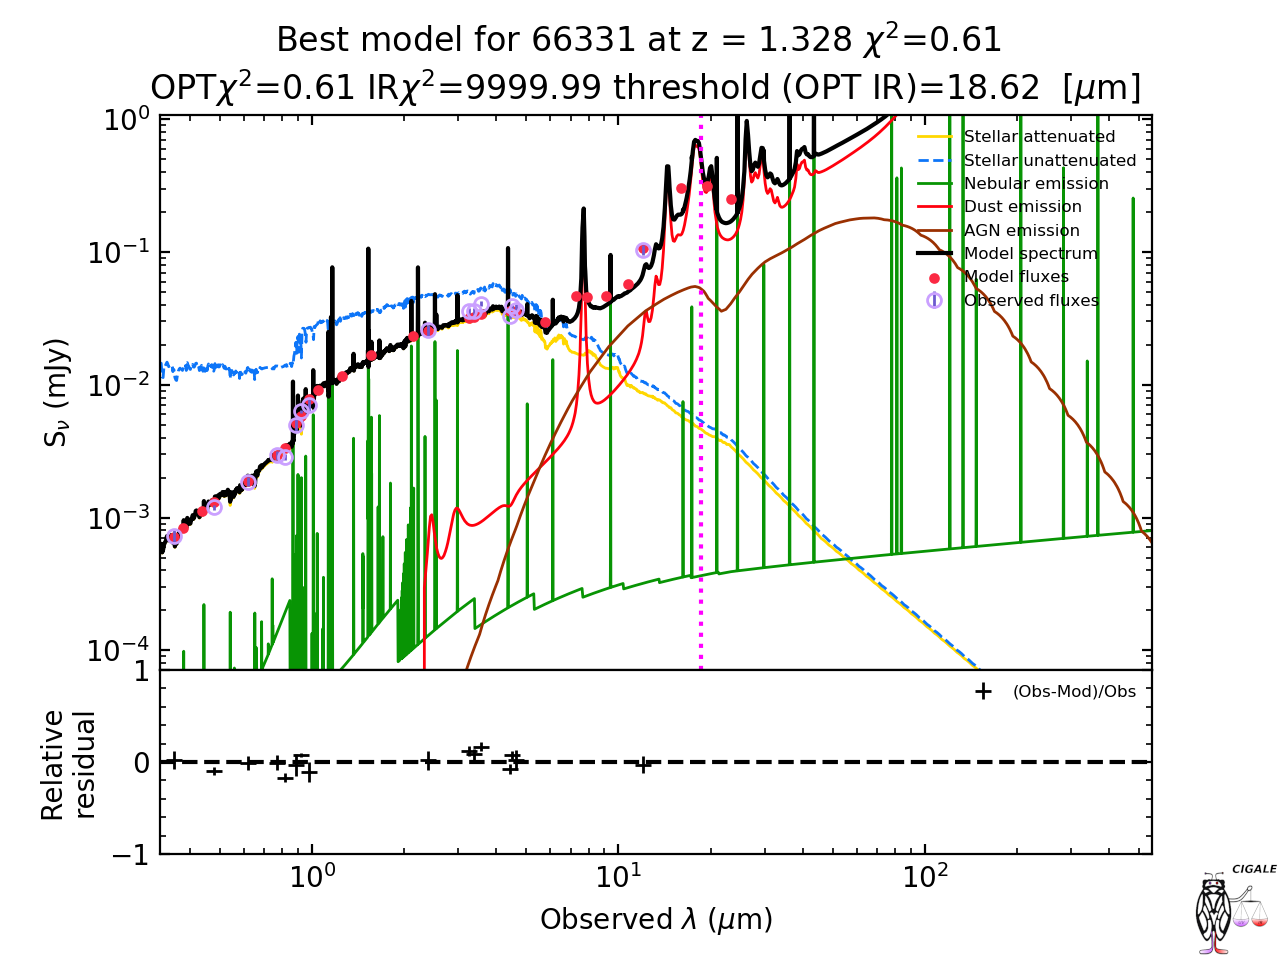 Best model for 66331 at z = 1.328 χ²=0.61
OPTχ²=0.61 IRχ²=9999.99 threshold (OPT IR)=18.62 [μm]
10⁰
10⁻¹
10⁻²
10⁻³
10⁻⁴
Sᵥ (mJy)
Stellar attenuated
Stellar unattenuated
Nebular emission
Dust emission
AGN emission
Model spectrum
Model fluxes
Observed fluxes
1
0
−1
Relative
residual
(Obs-Mod)/Obs
10⁰ 10¹ 10²
Observed λ (μm)
CIGALE